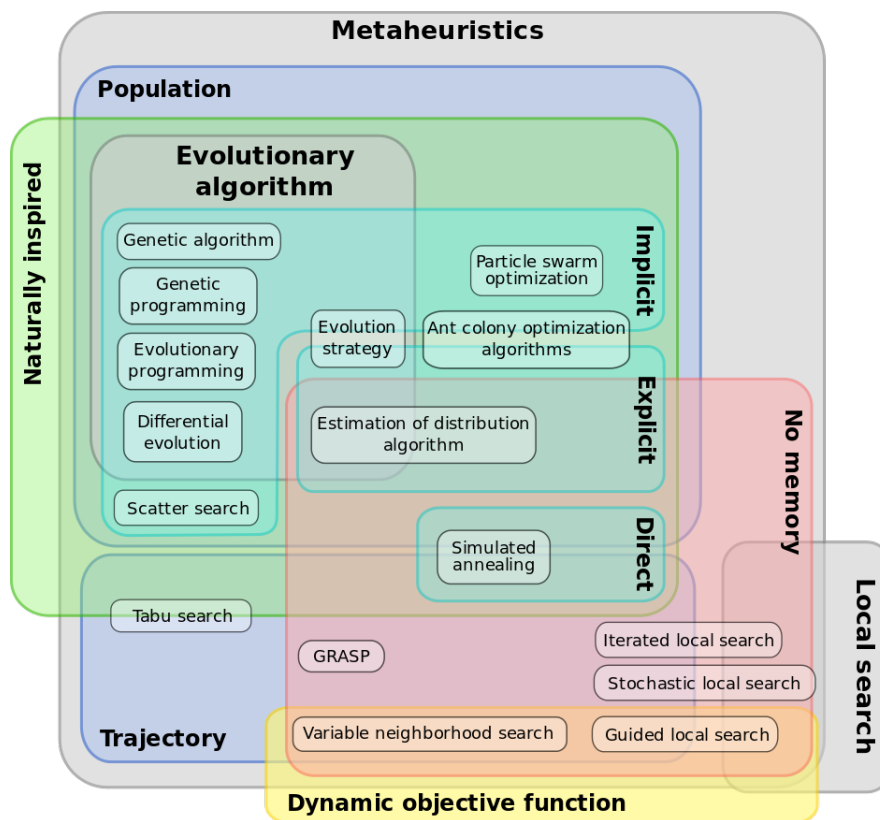 Metaheuristics
Population
Naturally inspired
Evolutionary
algorithm
Implicit
Genetic algorithm
Particle swarm
optimization
Genetic
programming
Evolution
strategy
Ant colony optimization
algorithms
Evolutionary
programming
Explicit
No memory
Differential
evolution
Estimation of distribution
algorithm
Scatter search
Direct
Simulated
annealing
Local search
Tabu search
GRASP
Iterated local search
Stochastic local search
Trajectory
Variable neighborhood search
Guided local search
Dynamic objective function